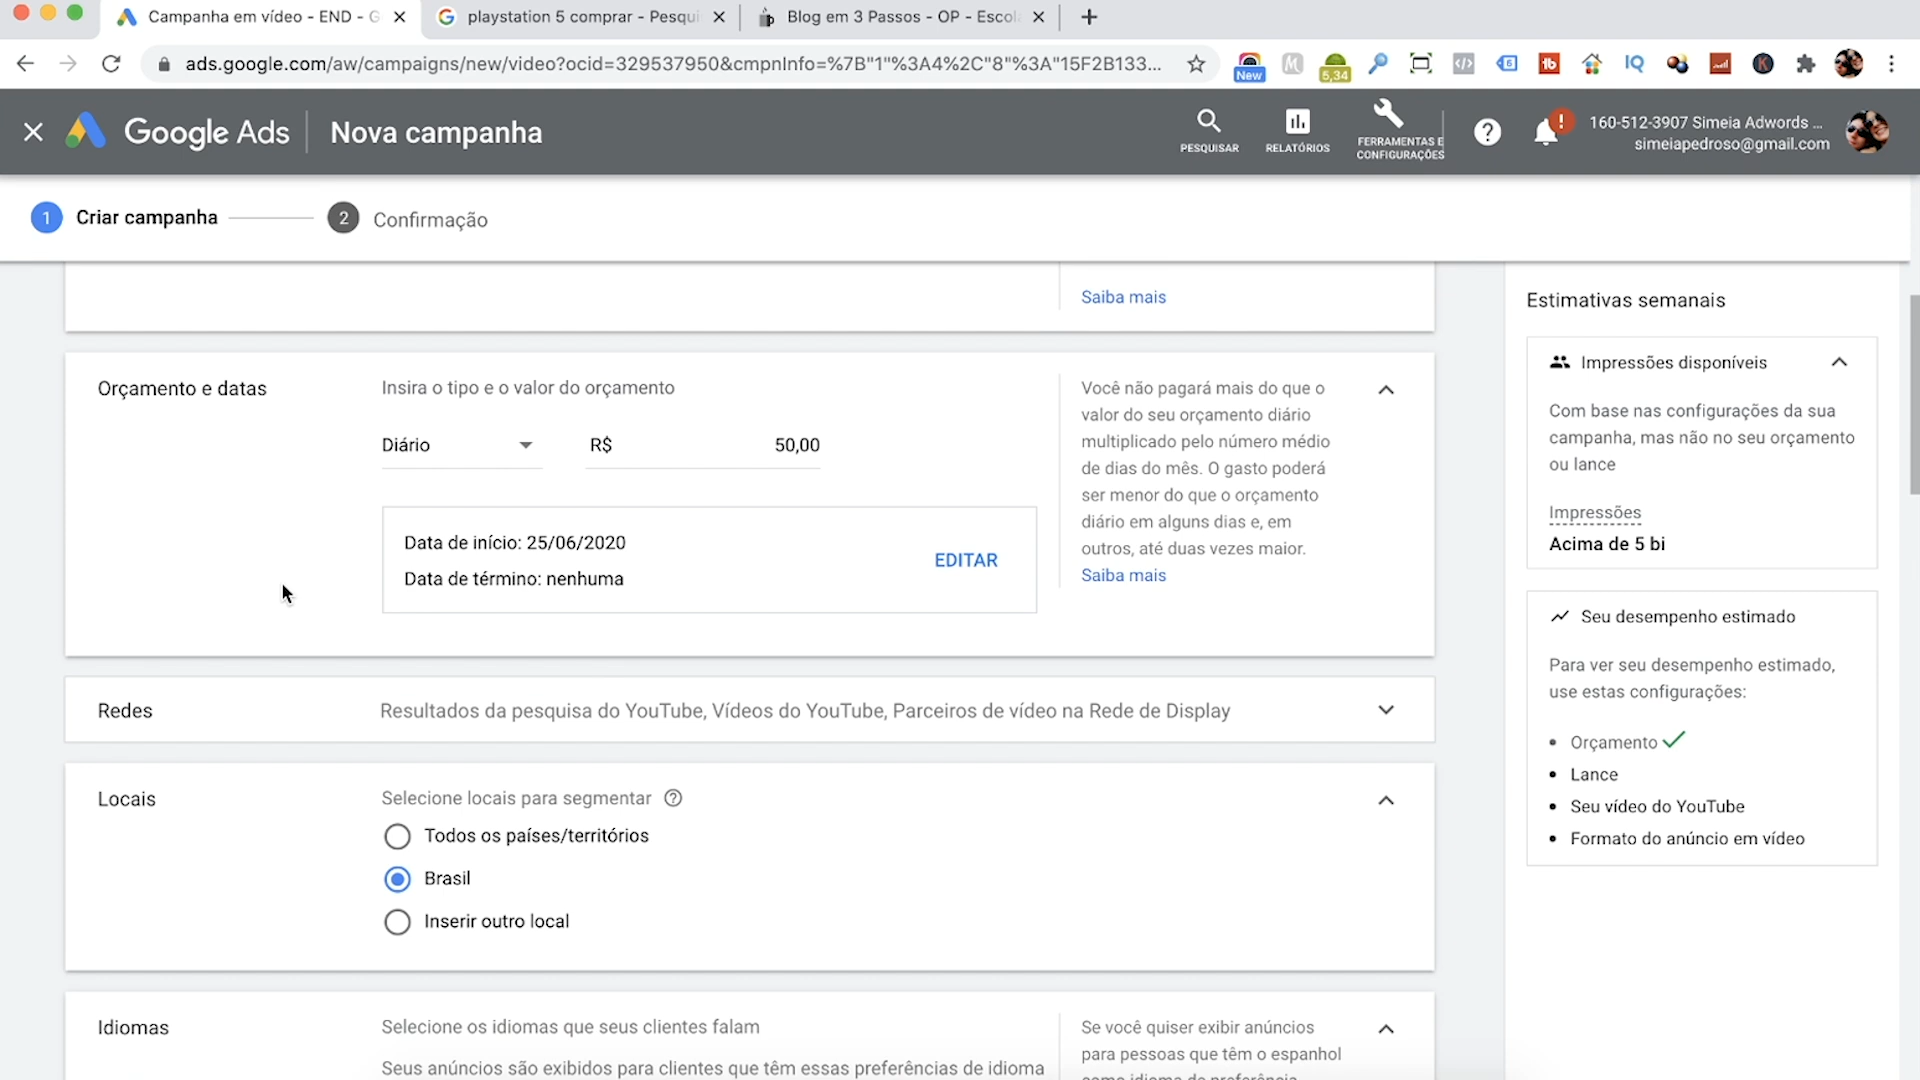 Campanha em vídeo - END - G
playstation 5 comprar - Pesqui
Blog em 3 Passos - OP - Escol
ads.google.com/aw/campaigns/new/video?ocid=329537950&cmpnInfo=%7B"1"%3A4%2C"8"%3A"15F2B133...
New
5,34
IQ
Google Ads
Nova campanha
PESQUISAR
RELATÓRIOS
FERRAMENTAS E
CONFIGURAÇÕES
160-512-3907 Simeia Adwords ...
simeiapedroso@gmail.com
1 Criar campanha
2 Confirmação
Saiba mais
Orçamento e datas
Insira o tipo e o valor do orçamento
Diário
R$ 50,00
Data de início: 25/06/2020
Data de término: nenhuma
EDITAR
Você não pagará mais do que o
valor do seu orçamento diário
multiplicado pelo número médio
de dias do mês. O gasto poderá
ser menor do que o orçamento
diário em alguns dias e, em
outros, até duas vezes maior.
Saiba mais
Redes
Resultados da pesquisa do YouTube, Vídeos do YouTube, Parceiros de vídeo na Rede de Display
Locais
Selecione locais para segmentar
Todos os países/territórios
Brasil
Inserir outro local
Idiomas
Selecione os idiomas que seus clientes falam
Seus anúncios são exibidos para clientes que têm essas preferências de idioma
Se você quiser exibir anúncios
para pessoas que têm o espanhol
como idioma de preferência
Estimativas semanais
Impressões disponíveis
Com base nas configurações da sua
campanha, mas não no seu orçamento
ou lance
Impressões
Acima de 5 bi
Seu desempenho estimado
Para ver seu desempenho estimado,
use estas configurações:
Orçamento
Lance
Seu vídeo do YouTube
Formato do anúncio em vídeo